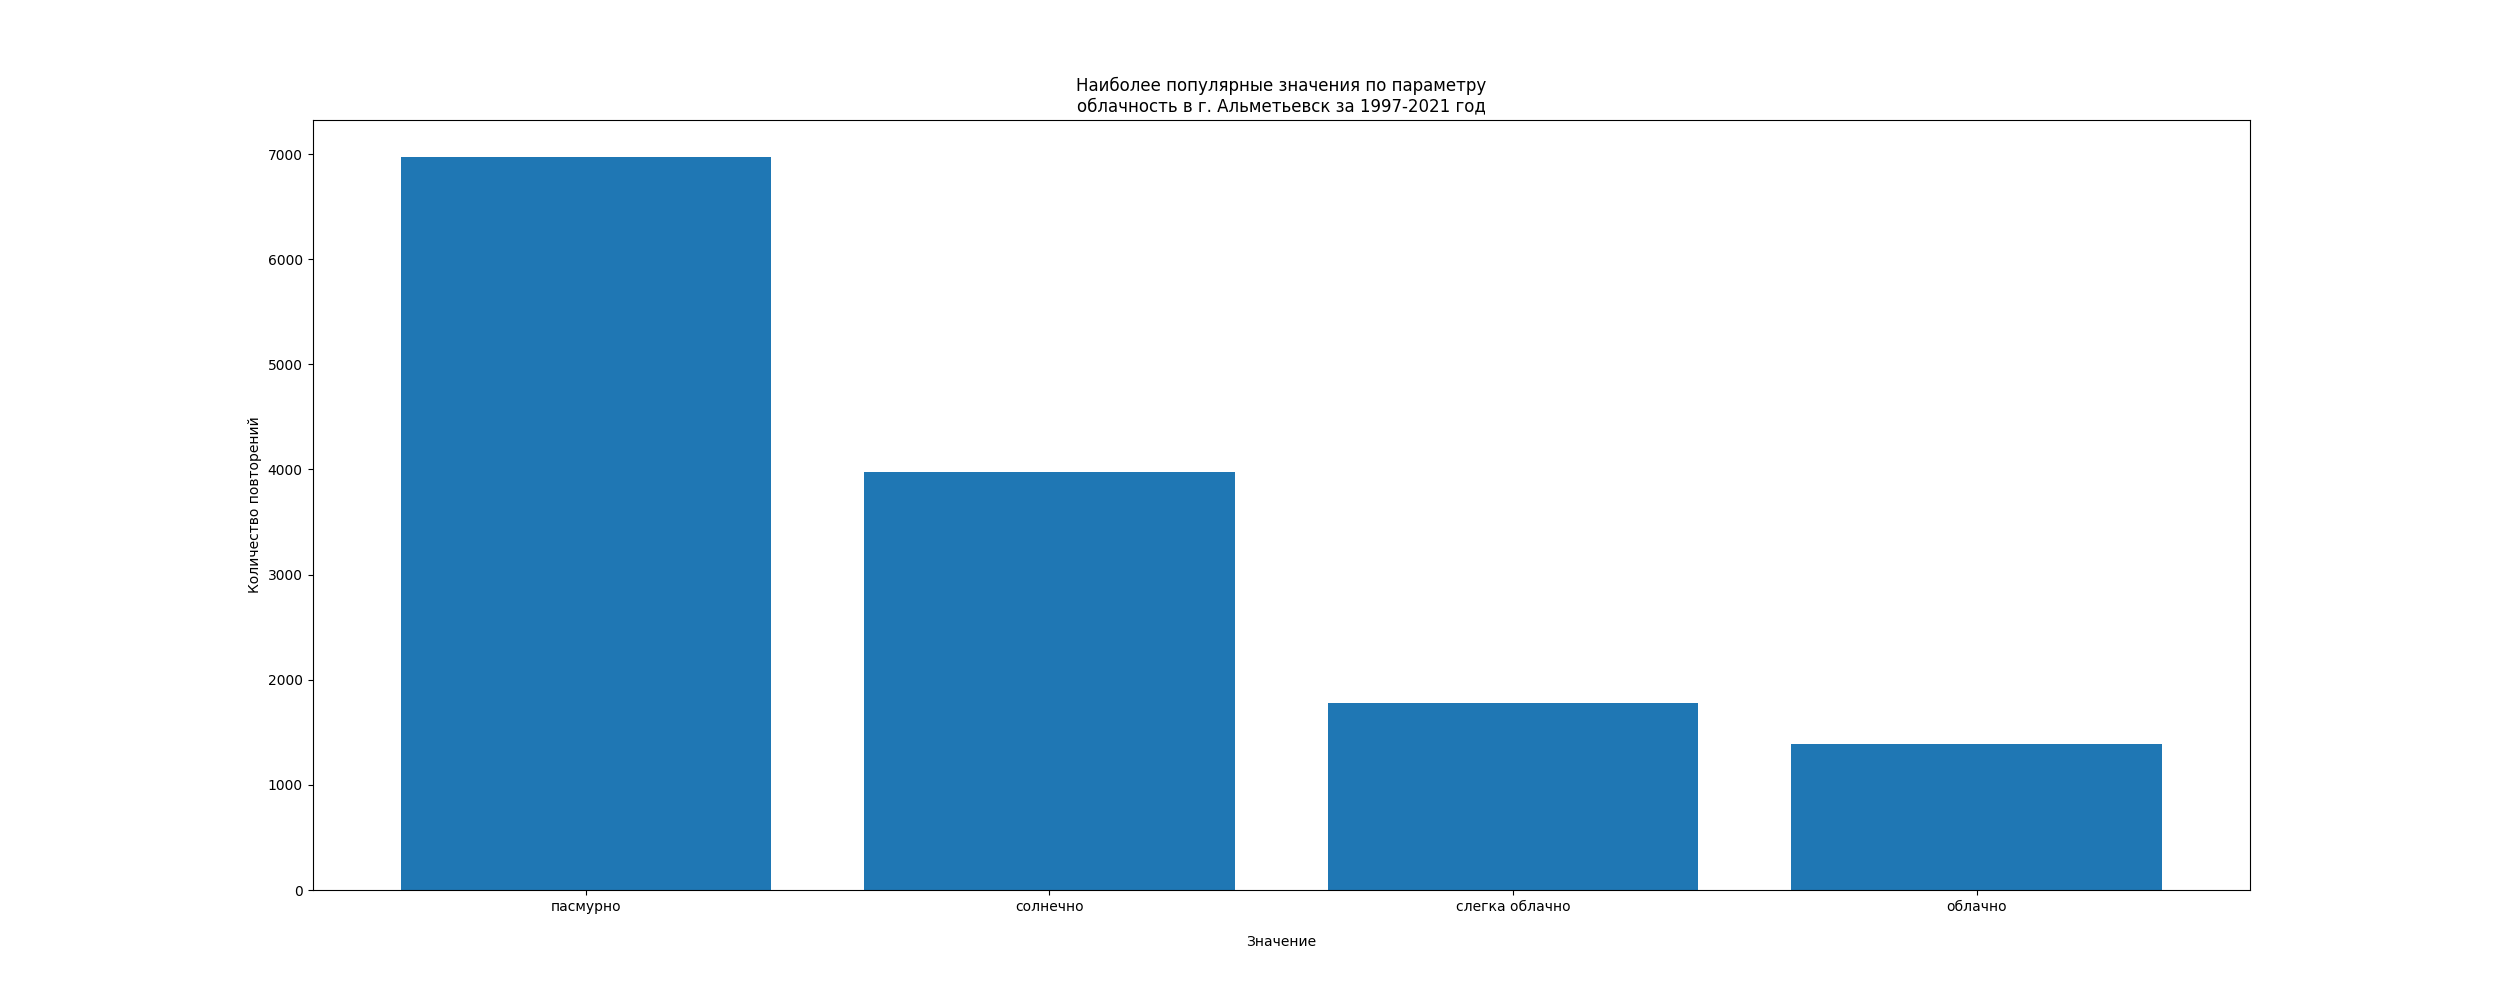 Наиболее популярные значения по параметру
облачность в г. Альметьевск за 1997-2021 год
Количество повторений
7000
6000
5000
4000
3000
2000
1000
0
пасмурно
солнечно
слегка облачно
облачно
Значение